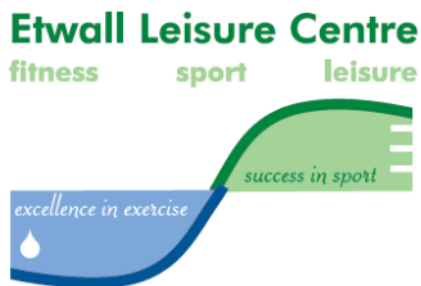 Etwall Leisure Centre
fitness sport leisure
success in sport
excellence in exercise